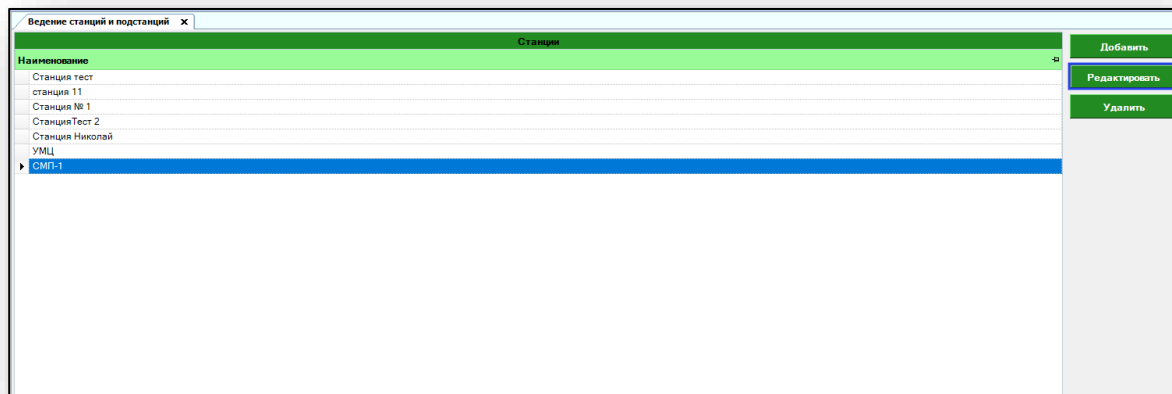 Ведение станций и подстанций x
Станции
Наименование
Станция тест
станция 11
Станция № 1
СтанцияТест 2
Станция Николай
УМЦ
СМП-1
Добавить
Редактировать
Удалить